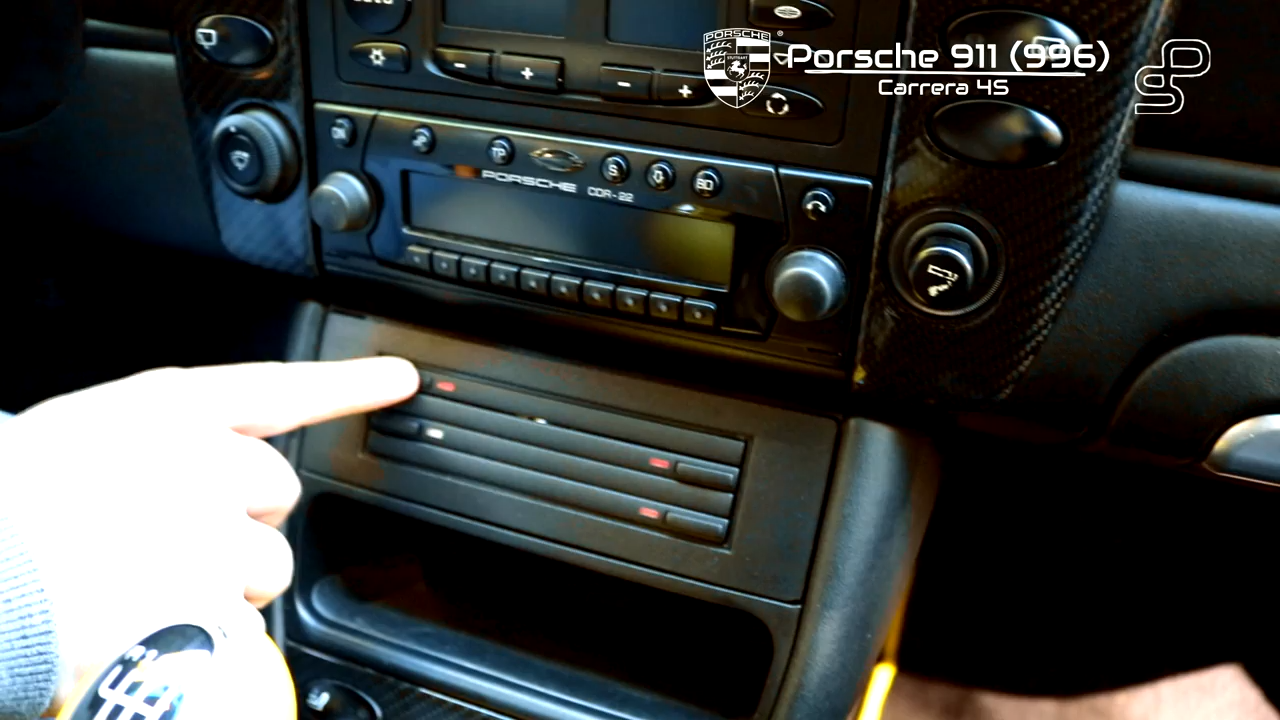 PORSCHE
Porsche 911 (996)
Carrera 4S
TP
S
BD
PORSCHE CDR-22